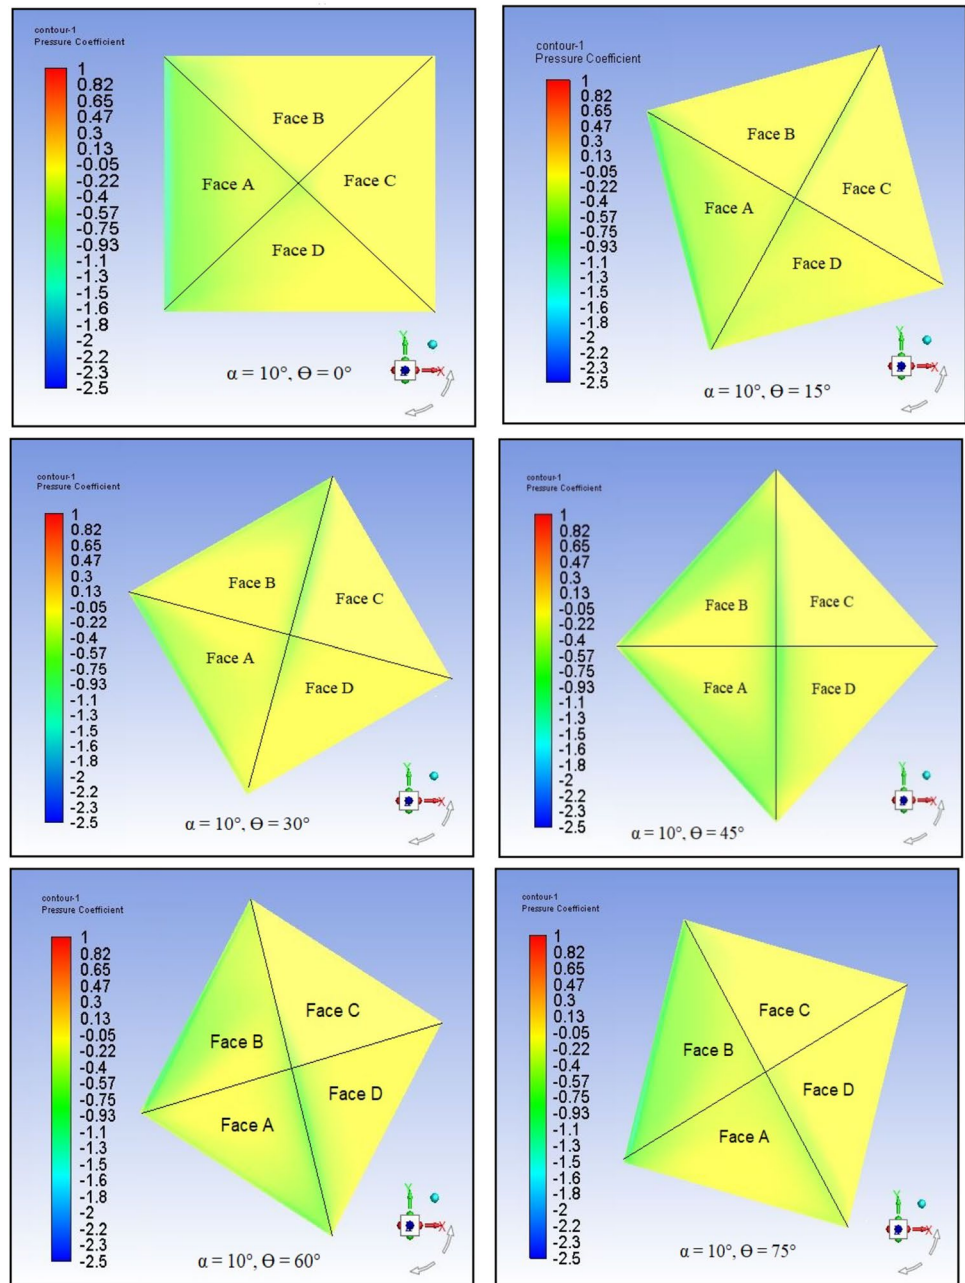 contour-1
Pressure Coefficient
1
0.82
0.65
0.47
0.3
0.13
-0.05
-0.22
-0.4
-0.57
-0.75
-0.93
-1.1
-1.3
-1.5
-1.6
-1.8
-2
-2.2
-2.3
-2.5
Face B
Face A
Face C
Face D
Y
X
α = 10°, Ө = 0°
contour-1
Pressure Coefficient
1
0.82
0.65
0.47
0.3
0.13
-0.05
-0.22
-0.4
-0.57
-0.75
-0.93
-1.1
-1.3
-1.5
-1.6
-1.8
-2
-2.2
-2.3
-2.5
Face B
Face C
Face A
Face D
Y
X
α = 10°, Ө = 15°
contour-1
Pressure Coefficient
1
0.82
0.65
0.47
0.3
0.13
-0.05
-0.22
-0.4
-0.57
-0.75
-0.93
-1.1
-1.3
-1.5
-1.6
-1.8
-2
-2.2
-2.3
-2.5
Face B
Face C
Face A
Face D
Y
X
α = 10°, Ө = 30°
contour-1
Pressure Coefficient
1
0.82
0.65
0.47
0.3
0.13
-0.05
-0.22
-0.4
-0.57
-0.75
-0.93
-1.1
-1.3
-1.5
-1.6
-1.8
-2
-2.2
-2.3
-2.5
Face B
Face C
Face A
Face D
Y
X
α = 10°, Ө = 45°
contour-1
Pressure Coefficient
1
0.82
0.65
0.47
0.3
0.13
-0.05
-0.22
-0.4
-0.57
-0.75
-0.93
-1.1
-1.3
-1.5
-1.6
-1.8
-2
-2.2
-2.3
-2.5
Face C
Face B
Face D
Face A
Y
X
α = 10°, Ө = 60°
contour-1
Pressure Coefficient
1
0.82
0.65
0.47
0.3
0.13
-0.05
-0.22
-0.4
-0.57
-0.75
-0.93
-1.1
-1.3
-1.5
-1.6
-1.8
-2
-2.2
-2.3
-2.5
Face C
Face B
Face D
Face A
Y
X
α = 10°, Ө = 75°